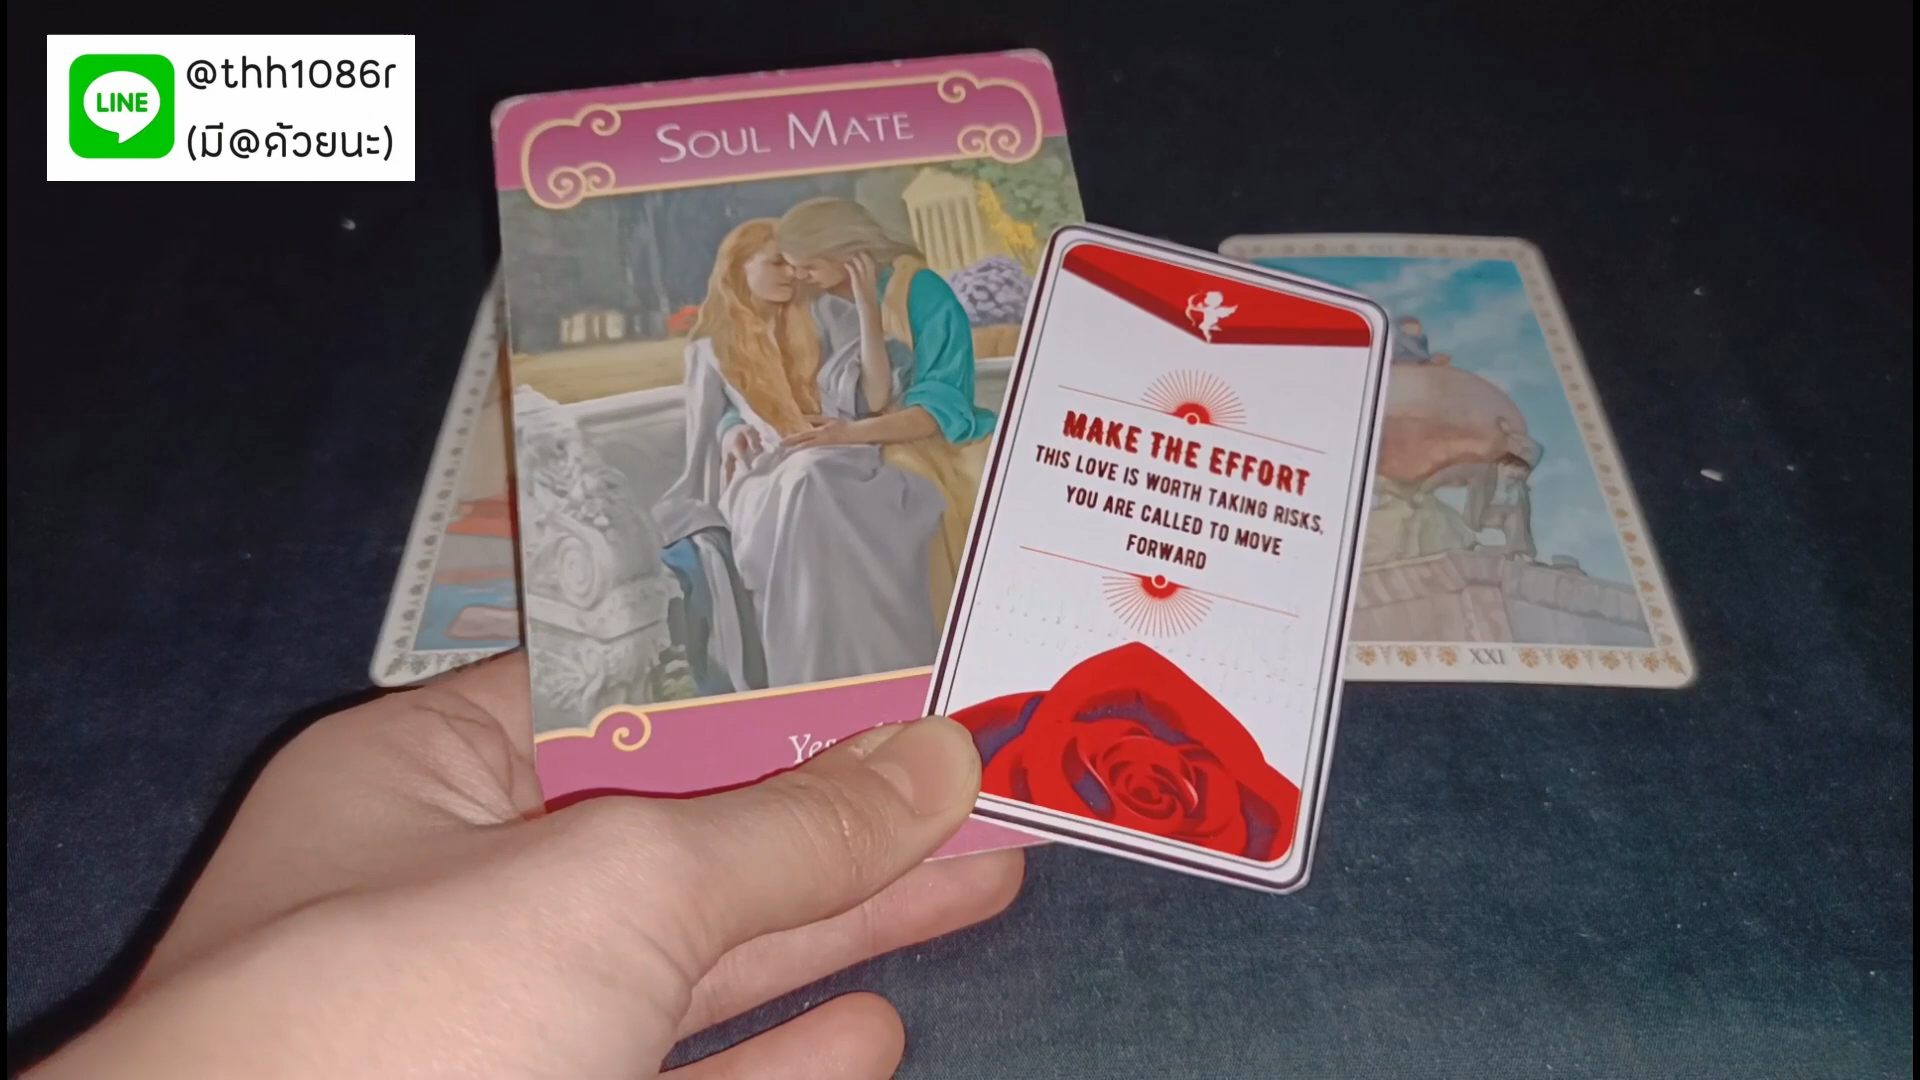 LINE
@thh1086r
(มี@ด้วยนะ)
SOUL MATE
MAKE THE EFFORT
THIS LOVE IS WORTH TAKING RISKS,
YOU ARE CALLED TO MOVE
FORWARD
XXI